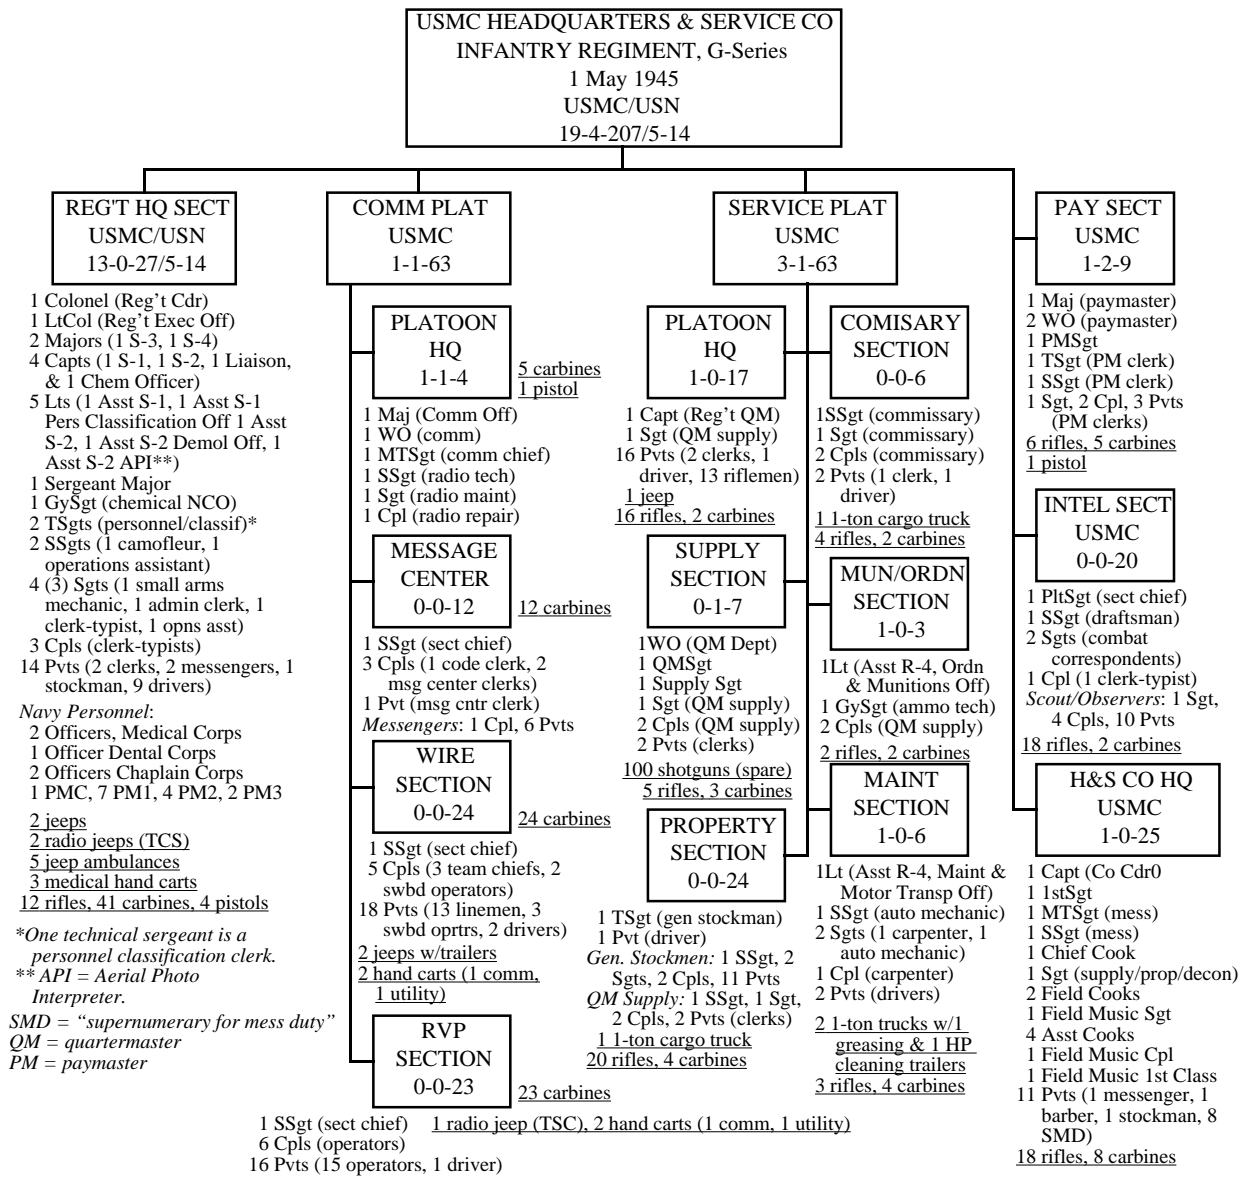 USMC HEADQUARTERS & SERVICE CO
INFANTRY REGIMENT, G-Series
1 May 1945
USMC/USN
19-4-207/5-14
REG'T HQ SECT
USMC/USN
13-0-27/5-14
1 Colonel (Reg’t Cdr)
1 LtCol (Reg’t Exec Off)
2 Majors (1 S-3, 1 S-4)
4 Capts (1 S-1, 1 S-2, 1 Liaison,
& 1 Chem Officer)
5 Lts (1 Asst S-1, 1 Asst S-1
Pers Classification Off 1 Asst
S-2, 1 Asst S-2 Demol Off, 1
Asst S-2 API**)
1 Sergeant Major
1 GySgt (chemical NCO)
2 TSgts (personnel/classif)*
2 SSgts (1 camofleur, 1
operations assistant)
4 (3) Sgts (1 small arms
mechanic, 1 admin clerk, 1
clerk-typist, 1 opns asst)
3 Cpls (clerk-typists)
14 Pvts (2 clerks, 2 messengers, 1
stockman, 9 drivers)
Navy Personnel:
2 Officers, Medical Corps
1 Officer Dental Corps
2 Officers Chaplain Corps
1 PMC, 7 PM1, 4 PM2, 2 PM3
2 jeeps
2 radio jeeps (TCS)
5 jeep ambulances
3 medical hand carts
12 rifles, 41 carbines, 4 pistols
*One technical sergeant is a
personnel classification clerk.
** API = Aerial Photo
Interpreter.
SMD = “supernumerary for mess duty”
QM = quartermaster
PM = paymaster
COMM PLAT
USMC
1-1-63
PLATOON
HQ
1-1-4
5 carbines
1 pistol
1 Maj (Comm Off)
1 WO (comm)
1 MTSgt (comm chief)
1 SSgt (radio tech)
1 Sgt (radio maint)
1 Cpl (radio repair)
MESSAGE
CENTER
0-0-12
12 carbines
1 SSgt (sect chief)
3 Cpls (1 code clerk, 2
msg center clerks)
1 Pvt (msg cntr clerk)
Messengers: 1 Cpl, 6 Pvts
WIRE
SECTION
0-0-24
24 carbines
1 SSgt (sect chief)
5 Cpls (3 team chiefs, 2
swbd operators)
18 Pvts (13 linemen, 3
swbd oprtrs, 2 drivers)
2 jeeps w/trailers
2 hand carts (1 comm,
1 utility)
RVP
SECTION
0-0-23
23 carbines
1 SSgt (sect chief)
1 radio jeep (TSC), 2 hand carts (1 comm, 1 utility)
6 Cpls (operators)
16 Pvts (15 operators, 1 driver)
SERVICE PLAT
USMC
3-1-63
PLATOON
HQ
1-0-17
1 Capt (Reg’t QM)
1 Sgt (QM supply)
16 Pvts (2 clerks, 1
driver, 13 riflemen)
1 jeep
16 rifles, 2 carbines
SUPPLY
SECTION
0-1-7
1WO (QM Dept)
1 QMSgt
1 Supply Sgt
1 Sgt (QM supply)
2 Cpls (QM supply)
2 Pvts (clerks)
100 shotguns (spare)
5 rifles, 3 carbines
PROPERTY
SECTION
0-0-24
1 TSgt (gen stockman)
1 Pvt (driver)
Gen. Stockmen: 1 SSgt, 2
Sgts, 2 Cpls, 11 Pvts
QM Supply: 1 SSgt, 1 Sgt,
2 Cpls, 2 Pvts (clerks)
1 1-ton cargo truck
20 rifles, 4 carbines
COMISARY
SECTION
0-0-6
1SSgt (commissary)
1 Sgt (commissary)
2 Cpls (commissary)
2 Pvts (1 clerk, 1
driver)
1 1-ton cargo truck
4 rifles, 2 carbines
MUN/ORDN
SECTION
1-0-3
1Lt (Asst R-4, Ordn
& Munitions Off)
1 GySgt (ammo tech)
2 Cpls (QM supply)
2 rifles, 2 carbines
MAINT
SECTION
1-0-6
1Lt (Asst R-4, Maint &
Motor Transp Off)
1 SSgt (auto mechanic)
2 Sgts (1 carpenter, 1
auto mechanic)
1 Cpl (carpenter)
2 Pvts (drivers)
2 1-ton trucks w/1
greasing & 1 HP
cleaning trailers
3 rifles, 4 carbines
PAY SECT
USMC
1-2-9
1 Maj (paymaster)
2 WO (paymaster)
1 PMSgt
1 TSgt (PM clerk)
1 SSgt (PM clerk)
1 Sgt, 2 Cpl, 3 Pvts
(PM clerks)
6 rifles, 5 carbines
1 pistol
INTEL SECT
USMC
0-0-20
1 PltSgt (sect chief)
1 SSgt (draftsman)
2 Sgts (combat
correspondents)
1 Cpl (1 clerk-typist)
Scout/Observers: 1 Sgt,
4 Cpls, 10 Pvts
18 rifles, 2 carbines
H&S CO HQ
USMC
1-0-25
1 Capt (Co Cdr0
1 1stSgt
1 MTSgt (mess)
1 SSgt (mess)
1 Chief Cook
1 Sgt (supply/prop/decon)
2 Field Cooks
1 Field Music Sgt
4 Asst Cooks
1 Field Music Cpl
1 Field Music 1st Class
11 Pvts (1 messenger, 1
barber, 1 stockman, 8
SMD)
18 rifles, 8 carbines